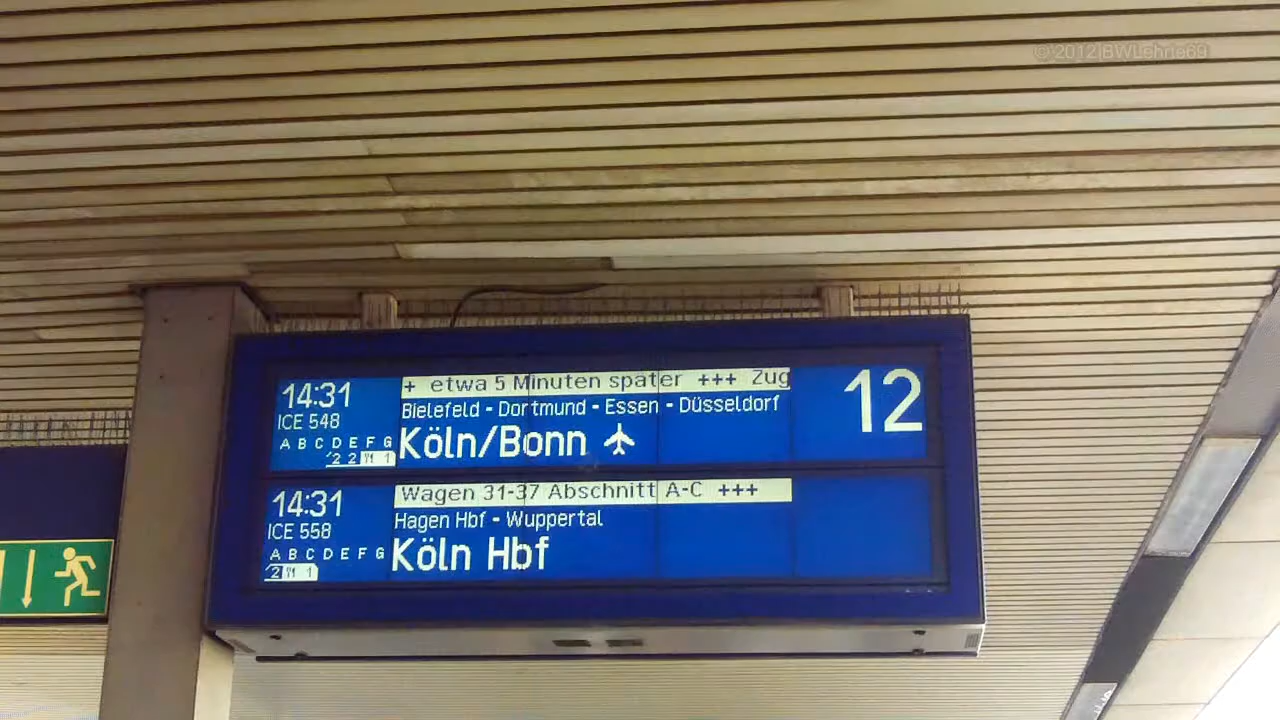 © 2012 BWLehrte69
14:31
+ etwa 5 Minuten später +++ Zug
12
ICE 548
Bielefeld - Dortmund - Essen - Düsseldorf
A B C D E F G
Köln/Bonn
2 2 1
14:31
Wagen 31-37 Abschnitt A-C +++
ICE 558
Hagen Hbf - Wuppertal
A B C D E F G
Köln Hbf
2 1